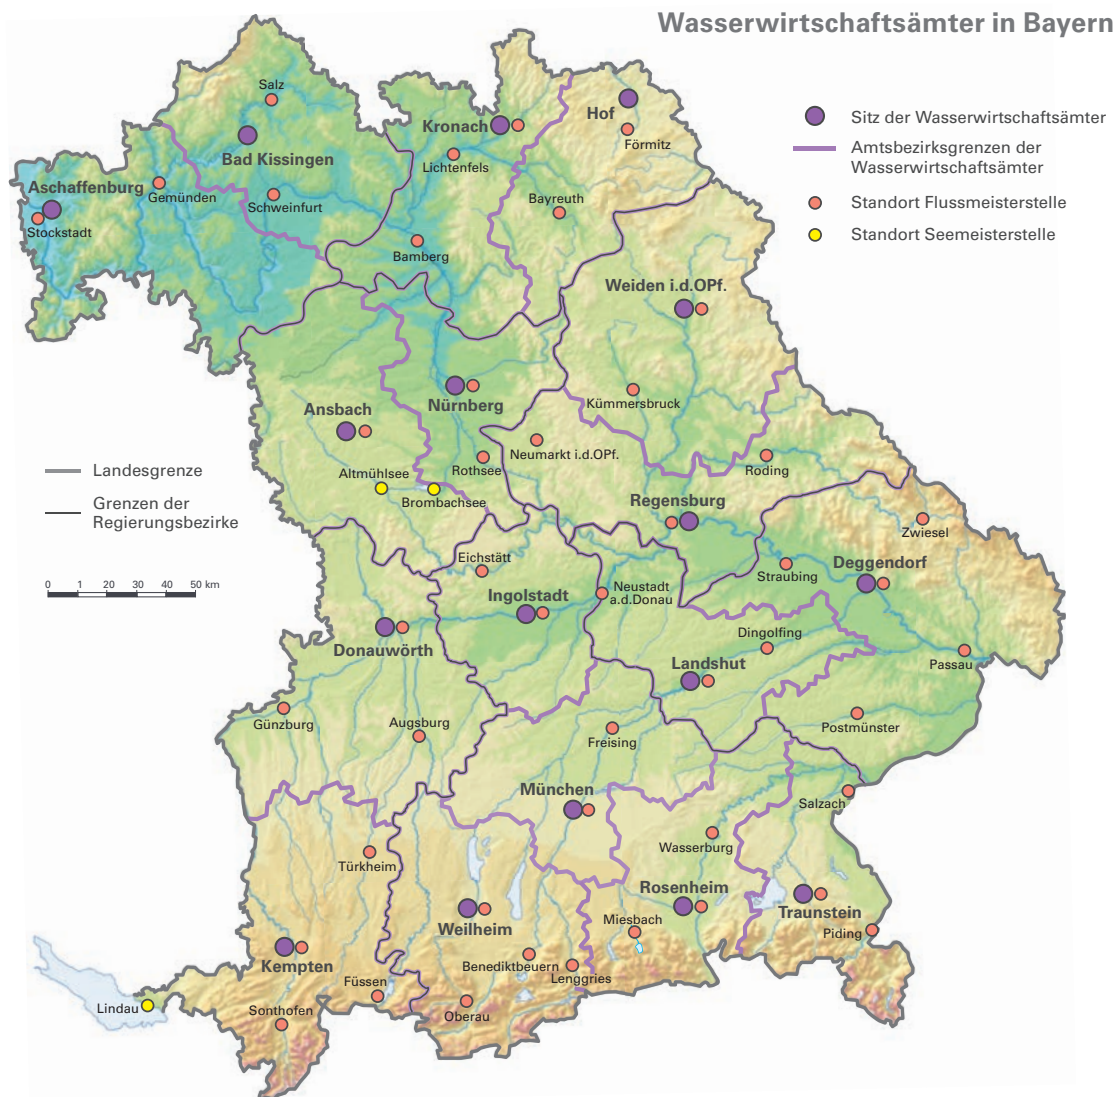 Wasserwirtschaftsämter in Bayern
Sitz der Wasserwirtschaftsämter
Amtsbezirksgrenzen der
Wasserwirtschaftsämter
Standort Flussmeisterstelle
Standort Seemeisterstelle
Salz
Bad Kissingen
Kronach
Hof
Förmitz
Lichtenfels
Aschaffenburg
Gemünden
Schweinfurt
Stockstadt
Bayreuth
Bamberg
Weiden i.d.OPf.
Ansbach
Nürnberg
Kümmersbruck
Neumarkt i.d.OPf.
Rothsee
Roding
Altmühlsee
Brombachsee
Landesgrenze
Grenzen der
Regierungsbezirke
0 1 20 30 40 50 km
Regensburg
Zwiesel
Eichstätt
Straubing
Deggendorf
Ingolstadt
Neustadt
a.d.Donau
Donauwörth
Dingolfing
Landshut
Passau
Günzburg
Augsburg
Freising
Postmünster
München
Salzach
Türkheim
Wasserburg
Rosenheim
Traunstein
Weilheim
Miesbach
Piding
Kempten
Benediktbeuern
Lenggries
Füssen
Lindau
Sonthofen
Oberau